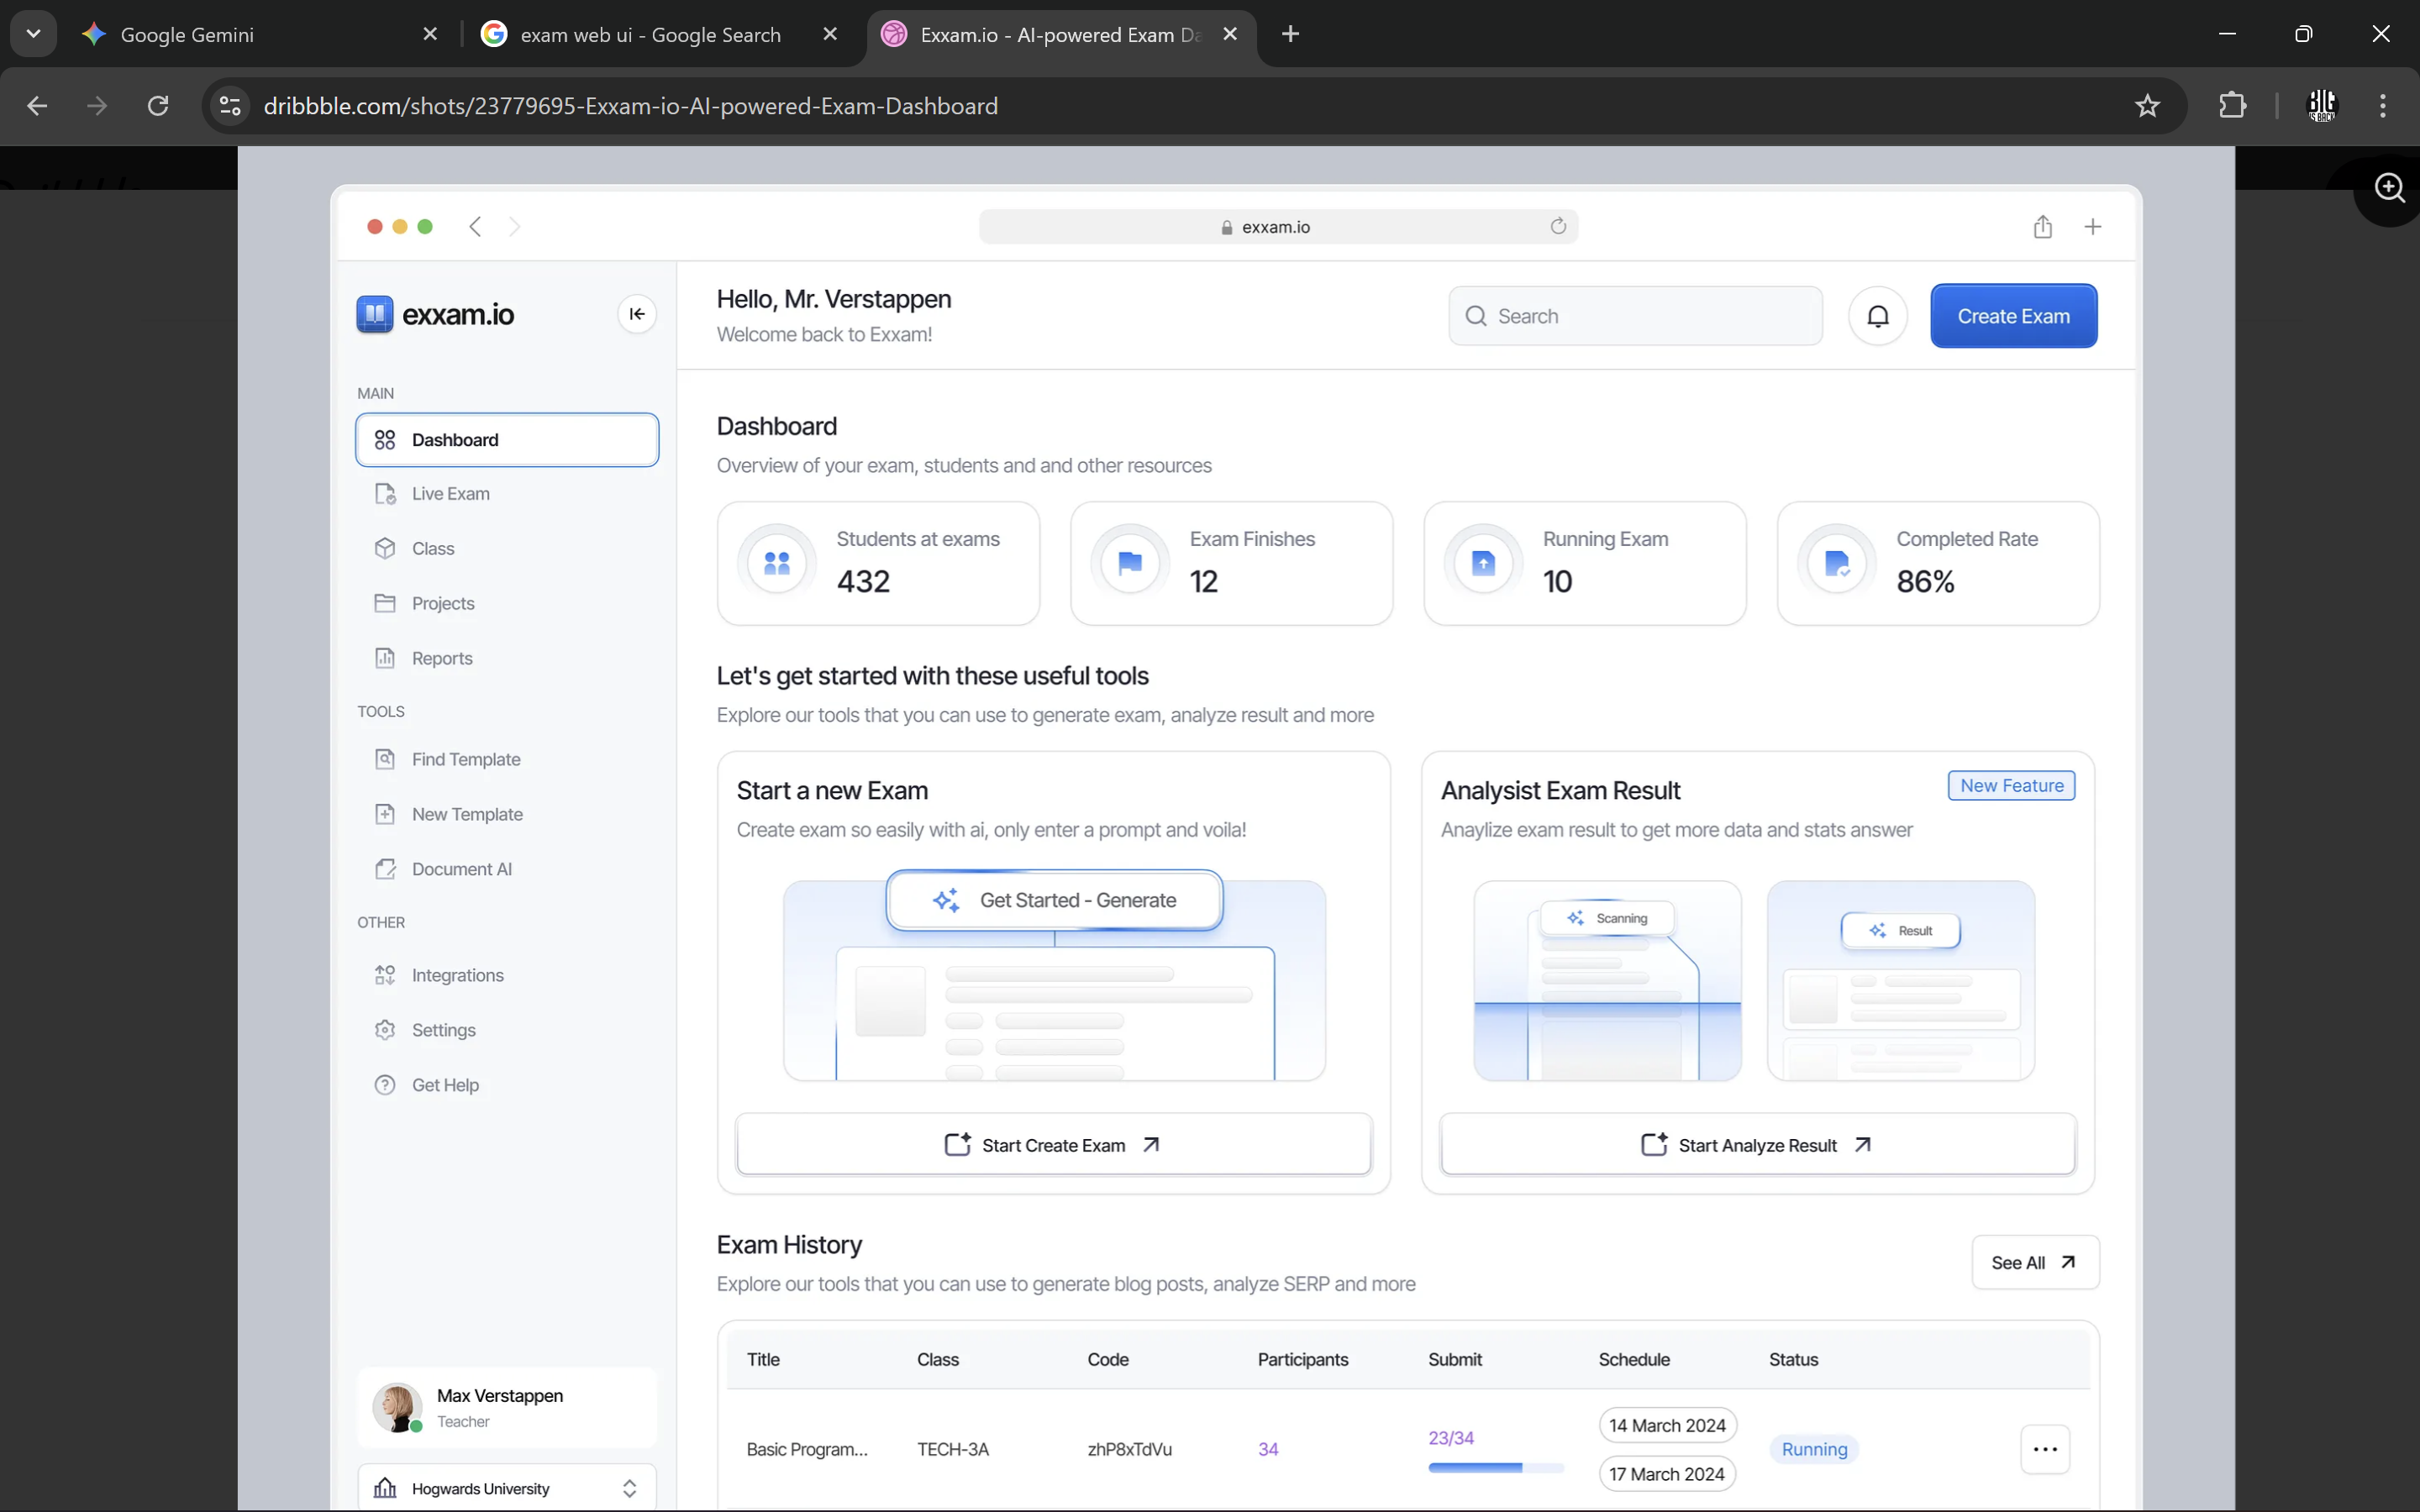 Google Gemini
exam web ui - Google Search
Exxam.io - AI-powered Exam Da
dribbble.com/shots/23779695-Exxam-io-AI-powered-Exam-Dashboard
BIG
IS BACK
exxam.io
exxam.io
Hello, Mr. Verstappen
Welcome back to Exxam!
Search
Create Exam
MAIN
Dashboard
Live Exam
Class
Projects
Reports
TOOLS
Find Template
New Template
Document AI
OTHER
Integrations
Settings
Get Help
Max Verstappen
Teacher
Hogwards University
Dashboard
Overview of your exam, students and and other resources
Students at exams
432
Exam Finishes
12
Running Exam
10
Completed Rate
86%
Let's get started with these useful tools
Explore our tools that you can use to generate exam, analyze result and more
Start a new Exam
Create exam so easily with ai, only enter a prompt and voila!
Get Started - Generate
Start Create Exam
Analysist Exam Result
New Feature
Anaylize exam result to get more data and stats answer
Scanning
Result
Start Analyze Result
Exam History
Explore our tools that you can use to generate blog posts, analyze SERP and more
See All
Title Class Code Participants Submit Schedule Status
Basic Program... TECH-3A zhP8xTdVu 34 23/34 14 March 2024 Running
17 March 2024